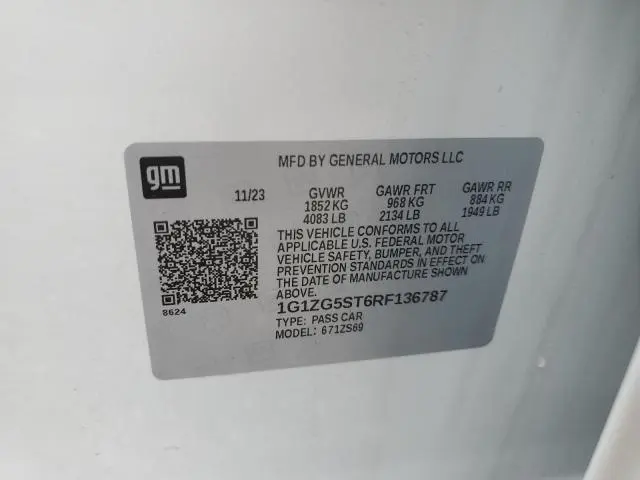 gm
MFD BY GENERAL MOTORS LLC
11/23 GVWR GAWR FRT GAWR RR
1852 KG 968 KG 884 KG
4083 LB 2134 LB 1949 LB
THIS VEHICLE CONFORMS TO ALL
APPLICABLE U.S. FEDERAL MOTOR
VEHICLE SAFETY, BUMPER, AND THEFT
PREVENTION STANDARDS IN EFFECT ON
THE DATE OF MANUFACTURE SHOWN
ABOVE.
8624
1G1ZG5ST6RF136787
TYPE: PASS CAR
MODEL: 671ZS69